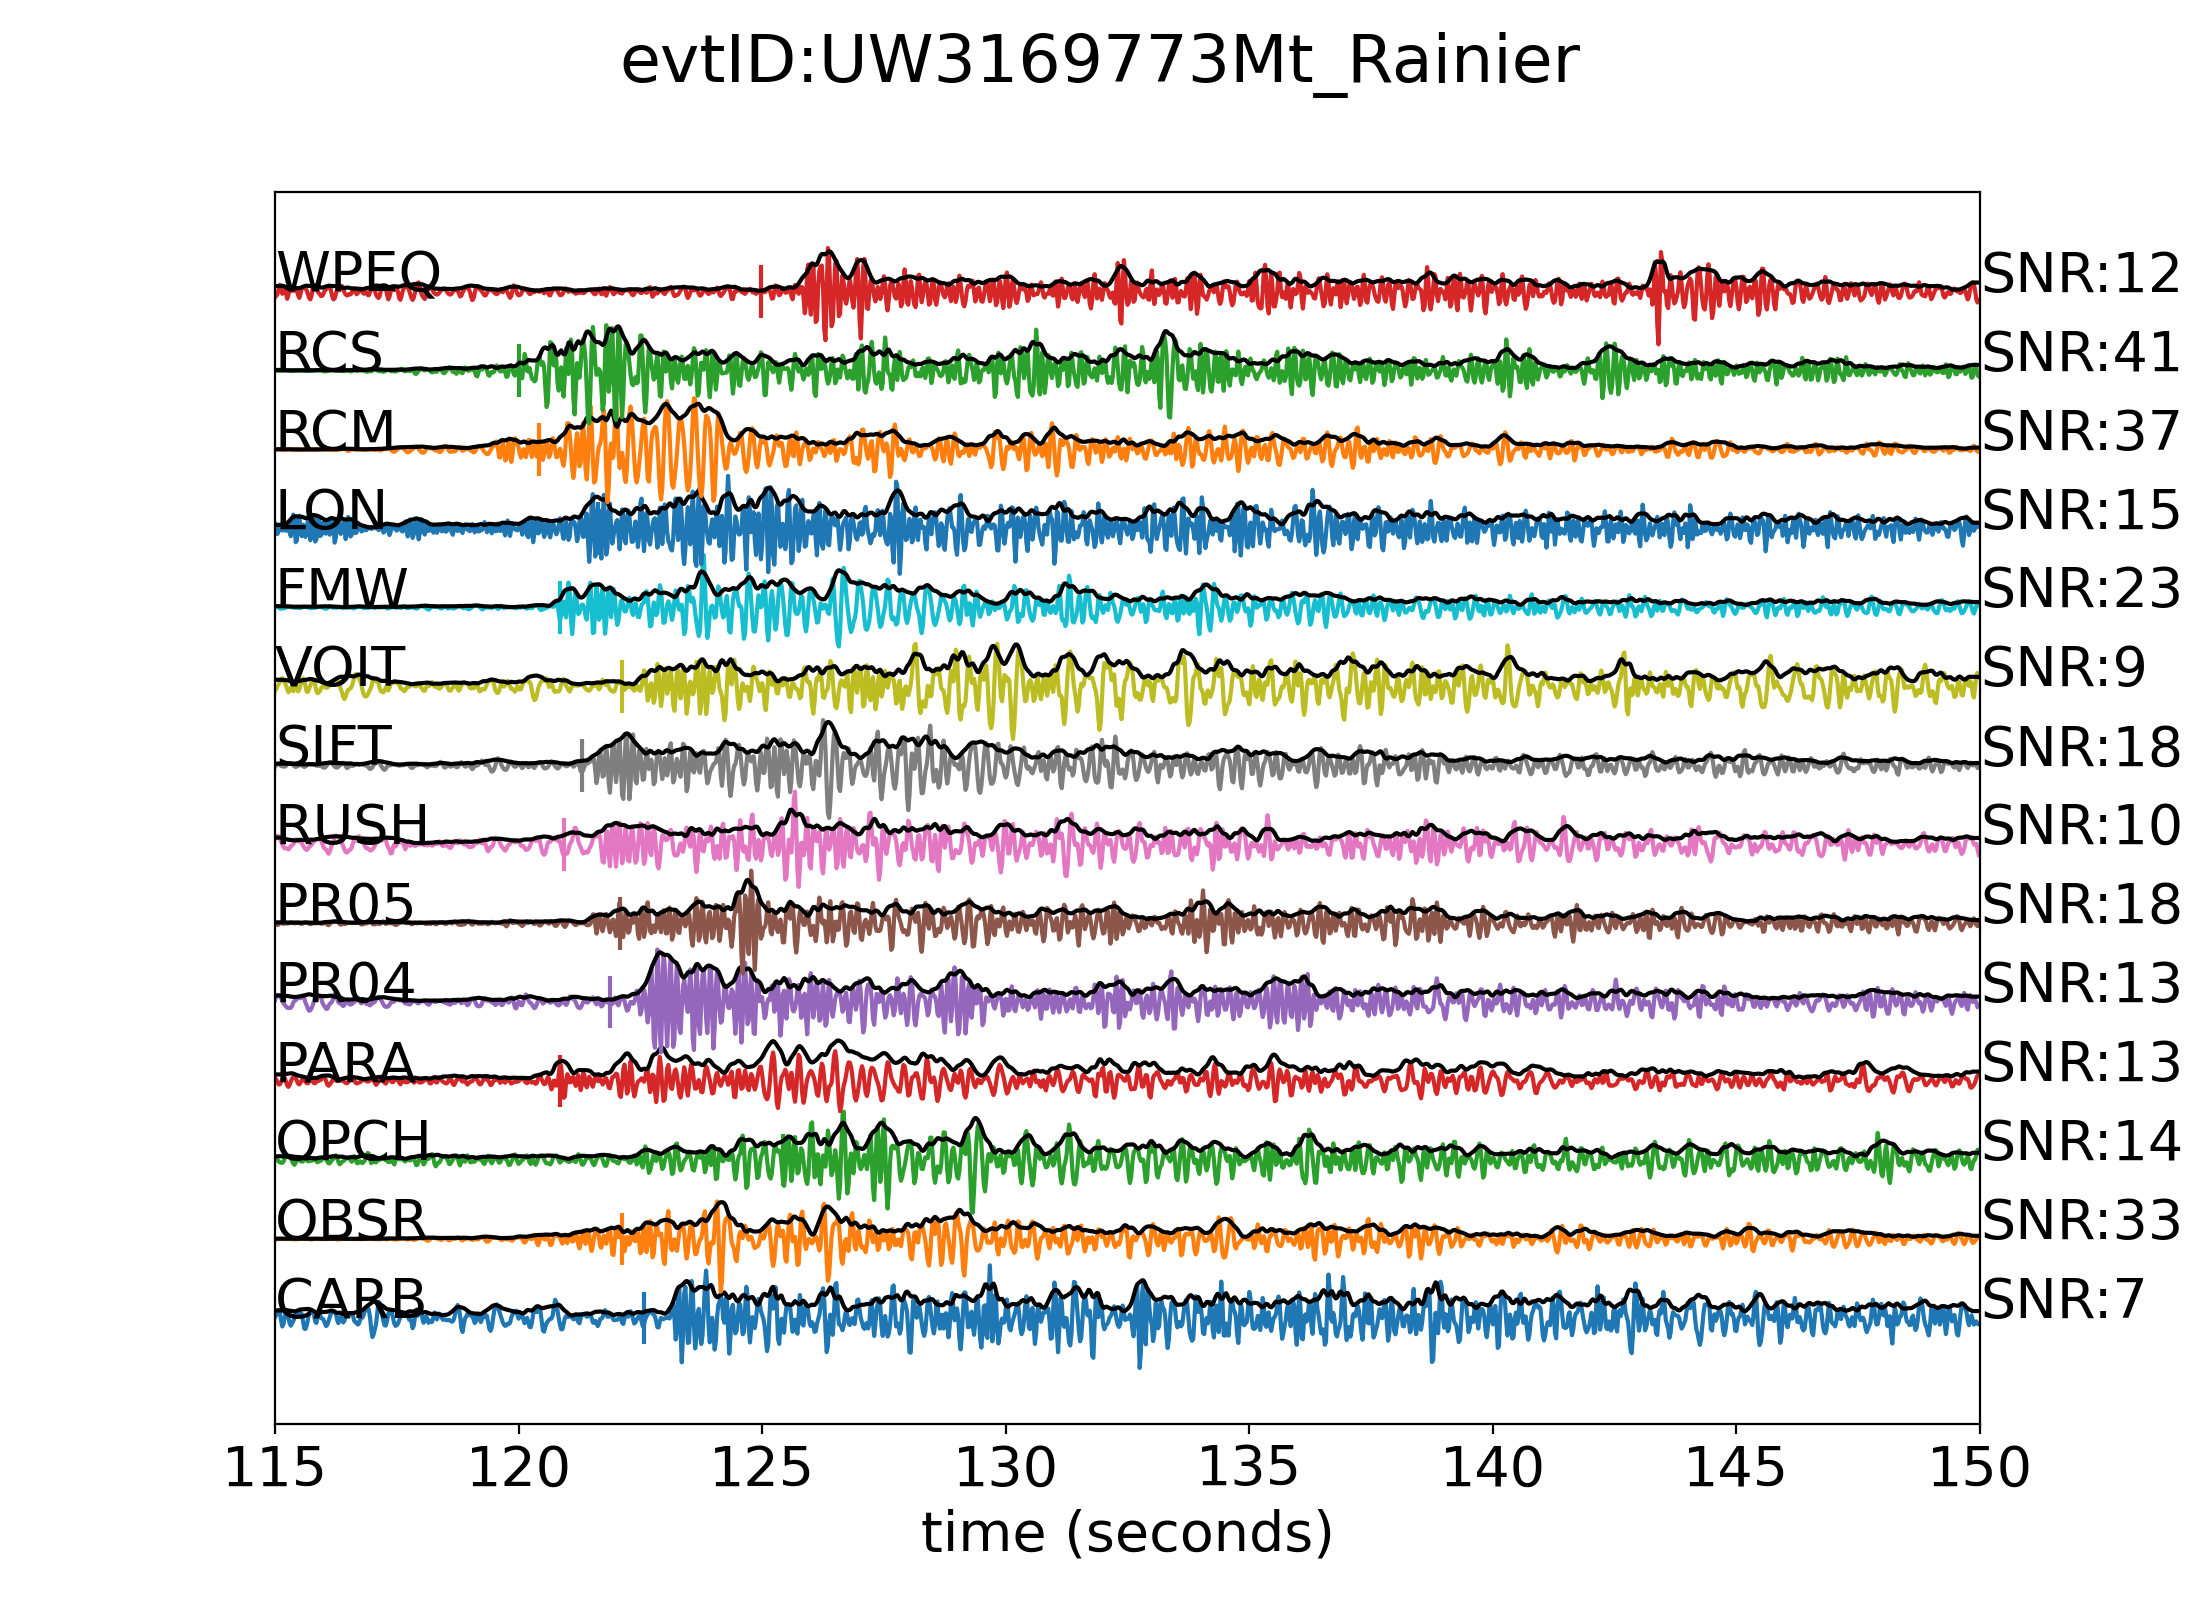 evtID:UW3169773Mt_Rainier
WPEQ SNR:12
RCS SNR:41
RCM SNR:37
LON SNR:15
FMW SNR:23
VOIT SNR:9
SIFT SNR:18
RUSH SNR:10
PR05 SNR:18
PR04 SNR:13
PARA SNR:13
OPCH SNR:14
OBSR SNR:33
CARB SNR:7
115 120 125 130 135 140 145 150
time (seconds)